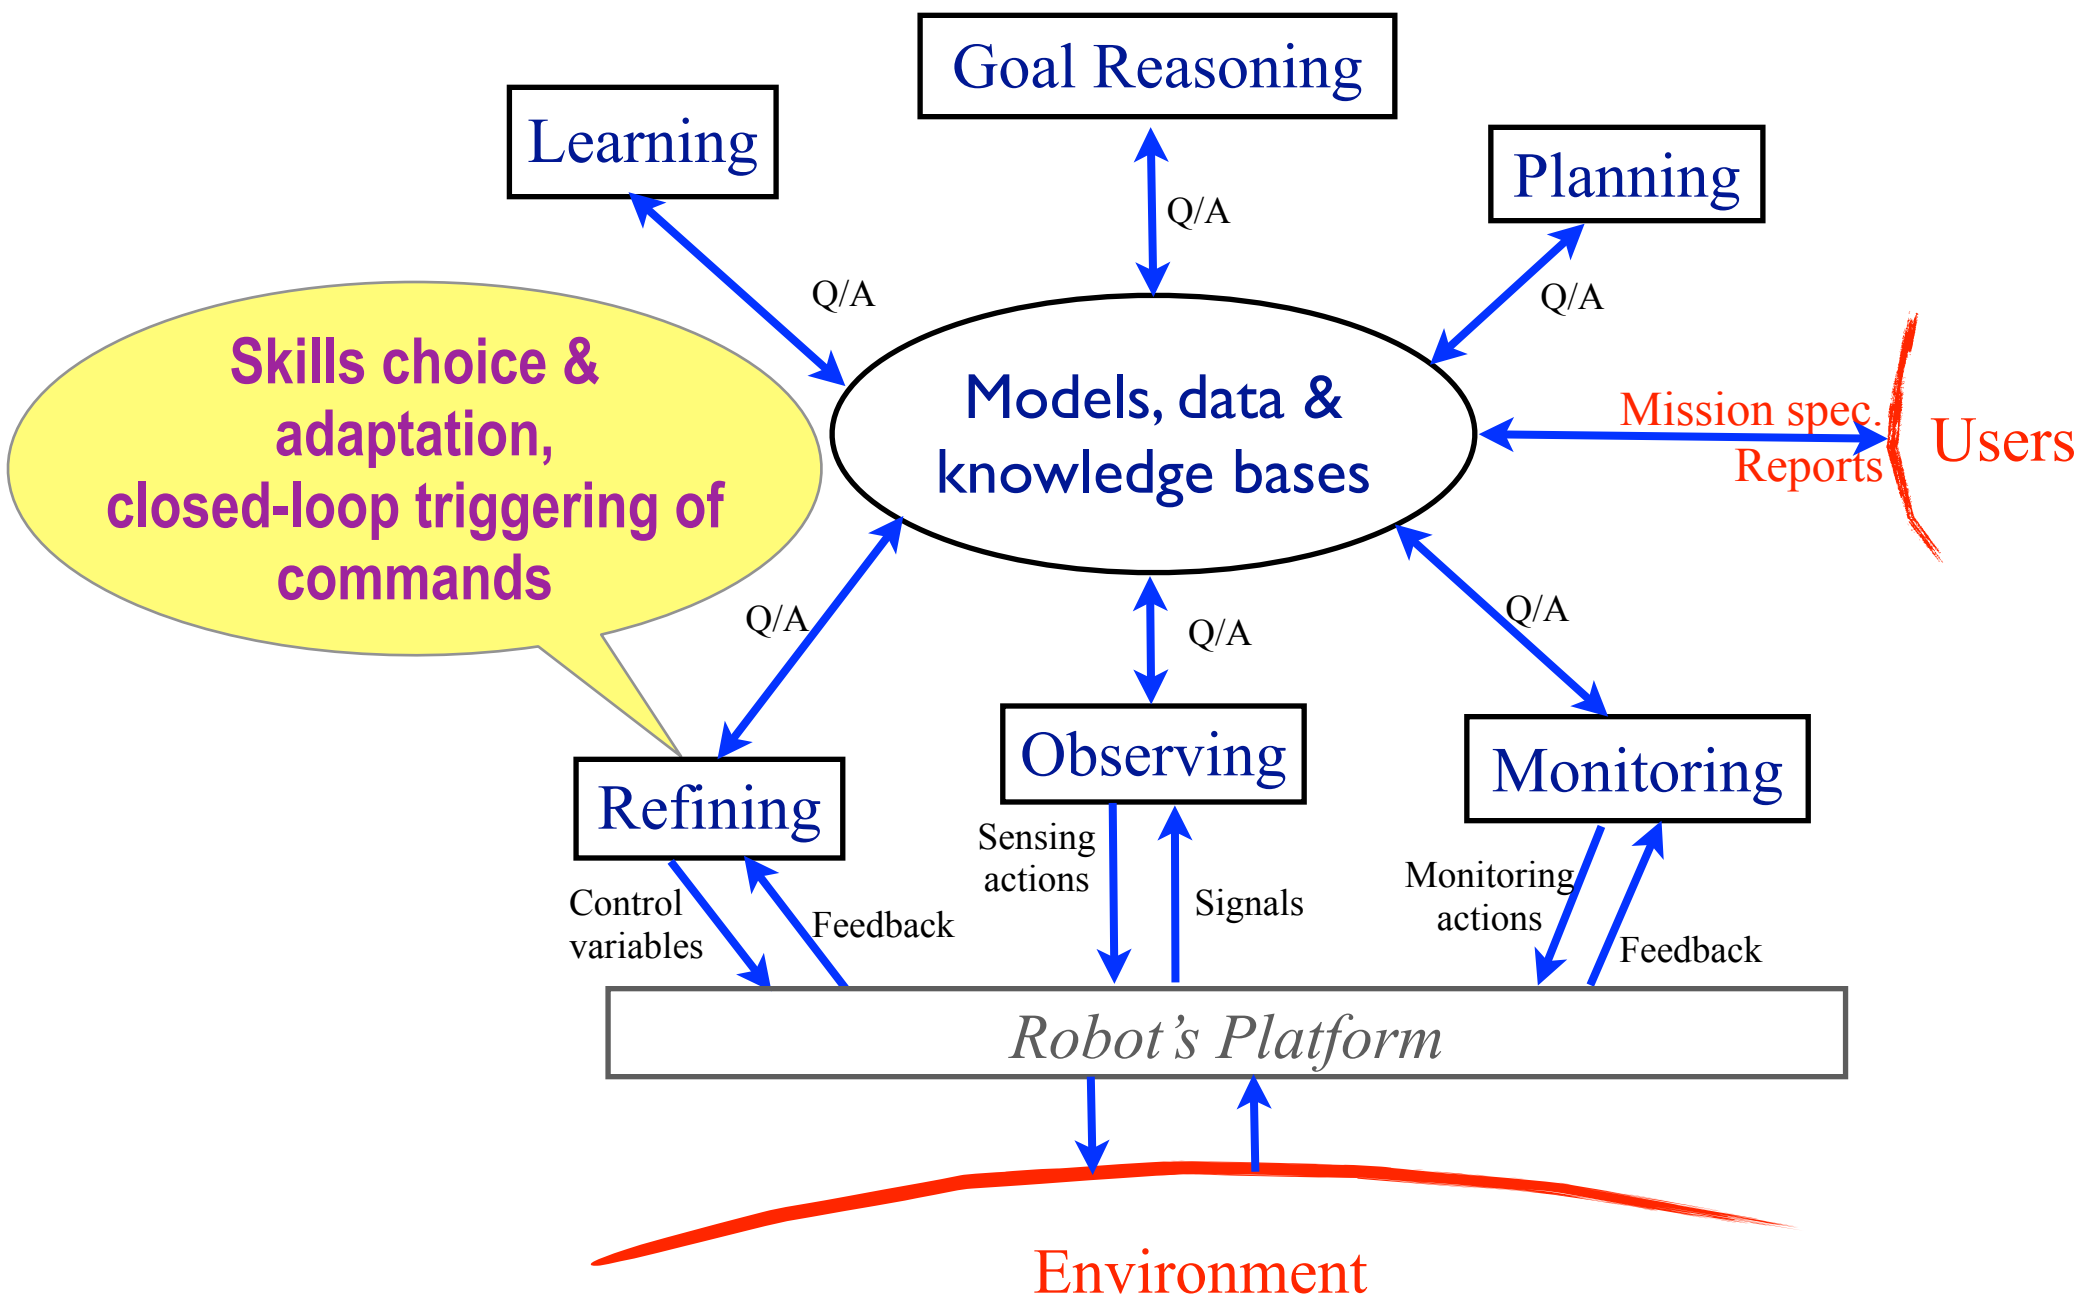 Goal Reasoning
Learning
Planning
Q/A
Q/A
Q/A
Skills choice &
adaptation,
closed-loop triggering of
commands
Models, data &
knowledge bases
Mission spec.
Reports
Users
Q/A
Q/A
Q/A
Refining
Observing
Monitoring
Control
variables
Feedback
Sensing
actions
Signals
Monitoring
actions
Feedback
Robot's Platform
Environment